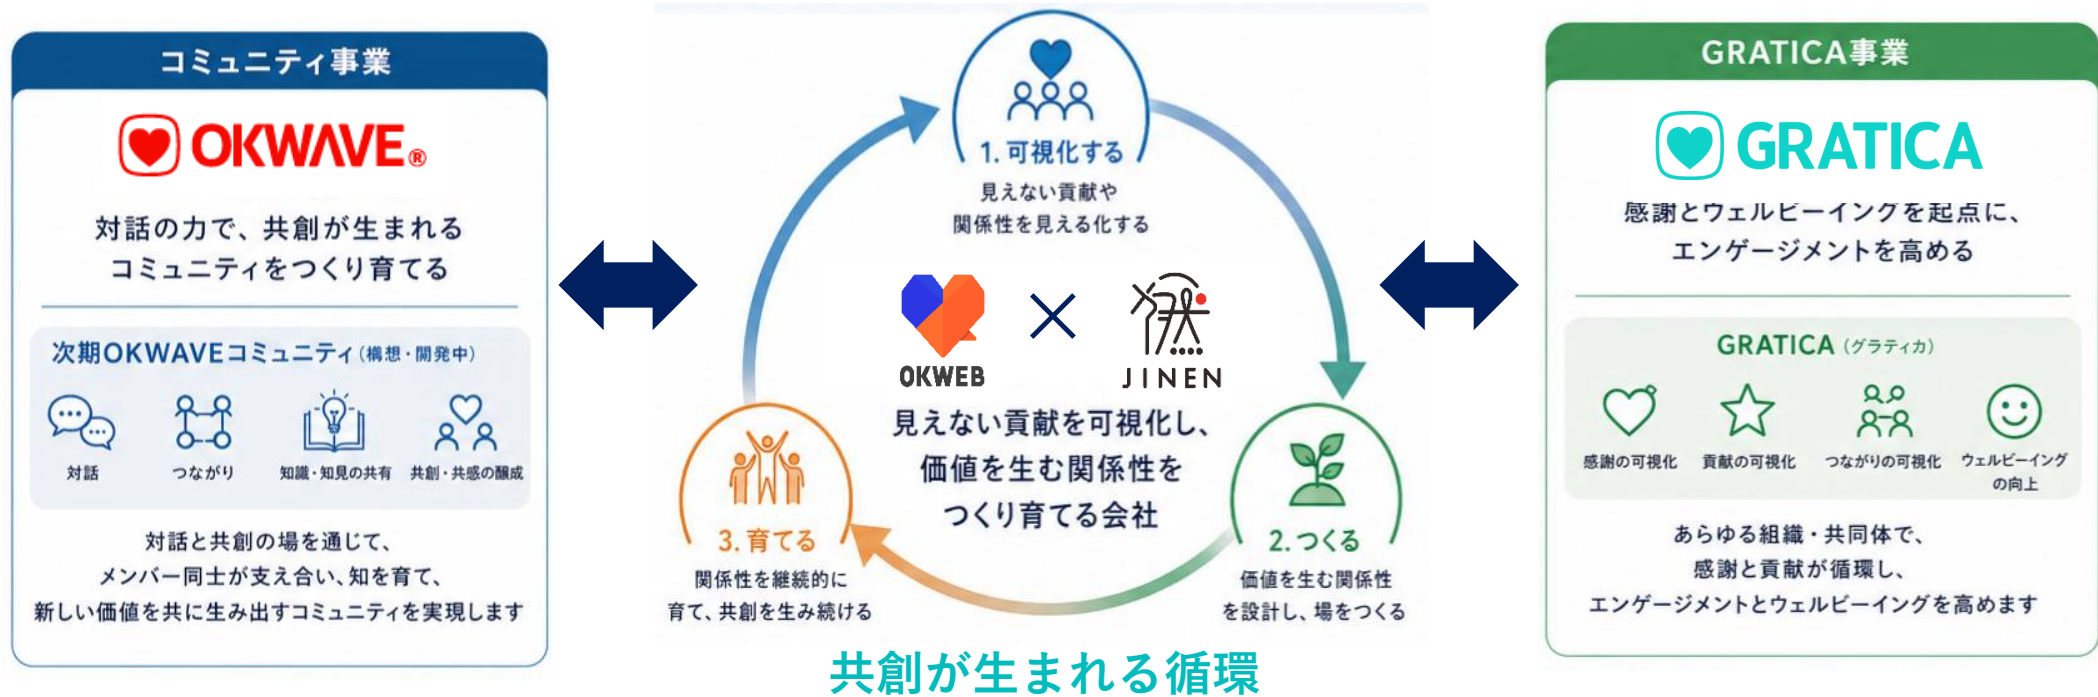 コミュニティ事業
OKWAVE®
対話の力で、共創が生まれる
コミュニティをつくり育てる
次期OKWAVEコミュニティ(構想・開発中)
対話
つながり
知識・知見の共有
共創・共感の醸成
対話と共創の場を通じて、
メンバー同士が支え合い、知を育て、
新しい価値を共に生み出すコミュニティを実現します
1. 可視化する
見えない貢献や
関係性を見える化する
OKWEB
×
JINEN
見えない貢献を可視化し、
価値を生む関係性を
つくり育てる会社
3. 育てる
関係性を継続的に
育て、共創を生み続ける
2. つくる
価値を生む関係性
を設計し、場をつくる
共創が生まれる循環
GRATICA事業
GRATICA
感謝とウェルビーイングを起点に、
エンゲージメントを高める
GRATICA(グラティカ)
感謝の可視化
貢献の可視化
つながりの可視化
ウェルビーイング
の向上
あらゆる組織・共同体で、
感謝と貢献が循環し、
エンゲージメントとウェルビーイングを高めます